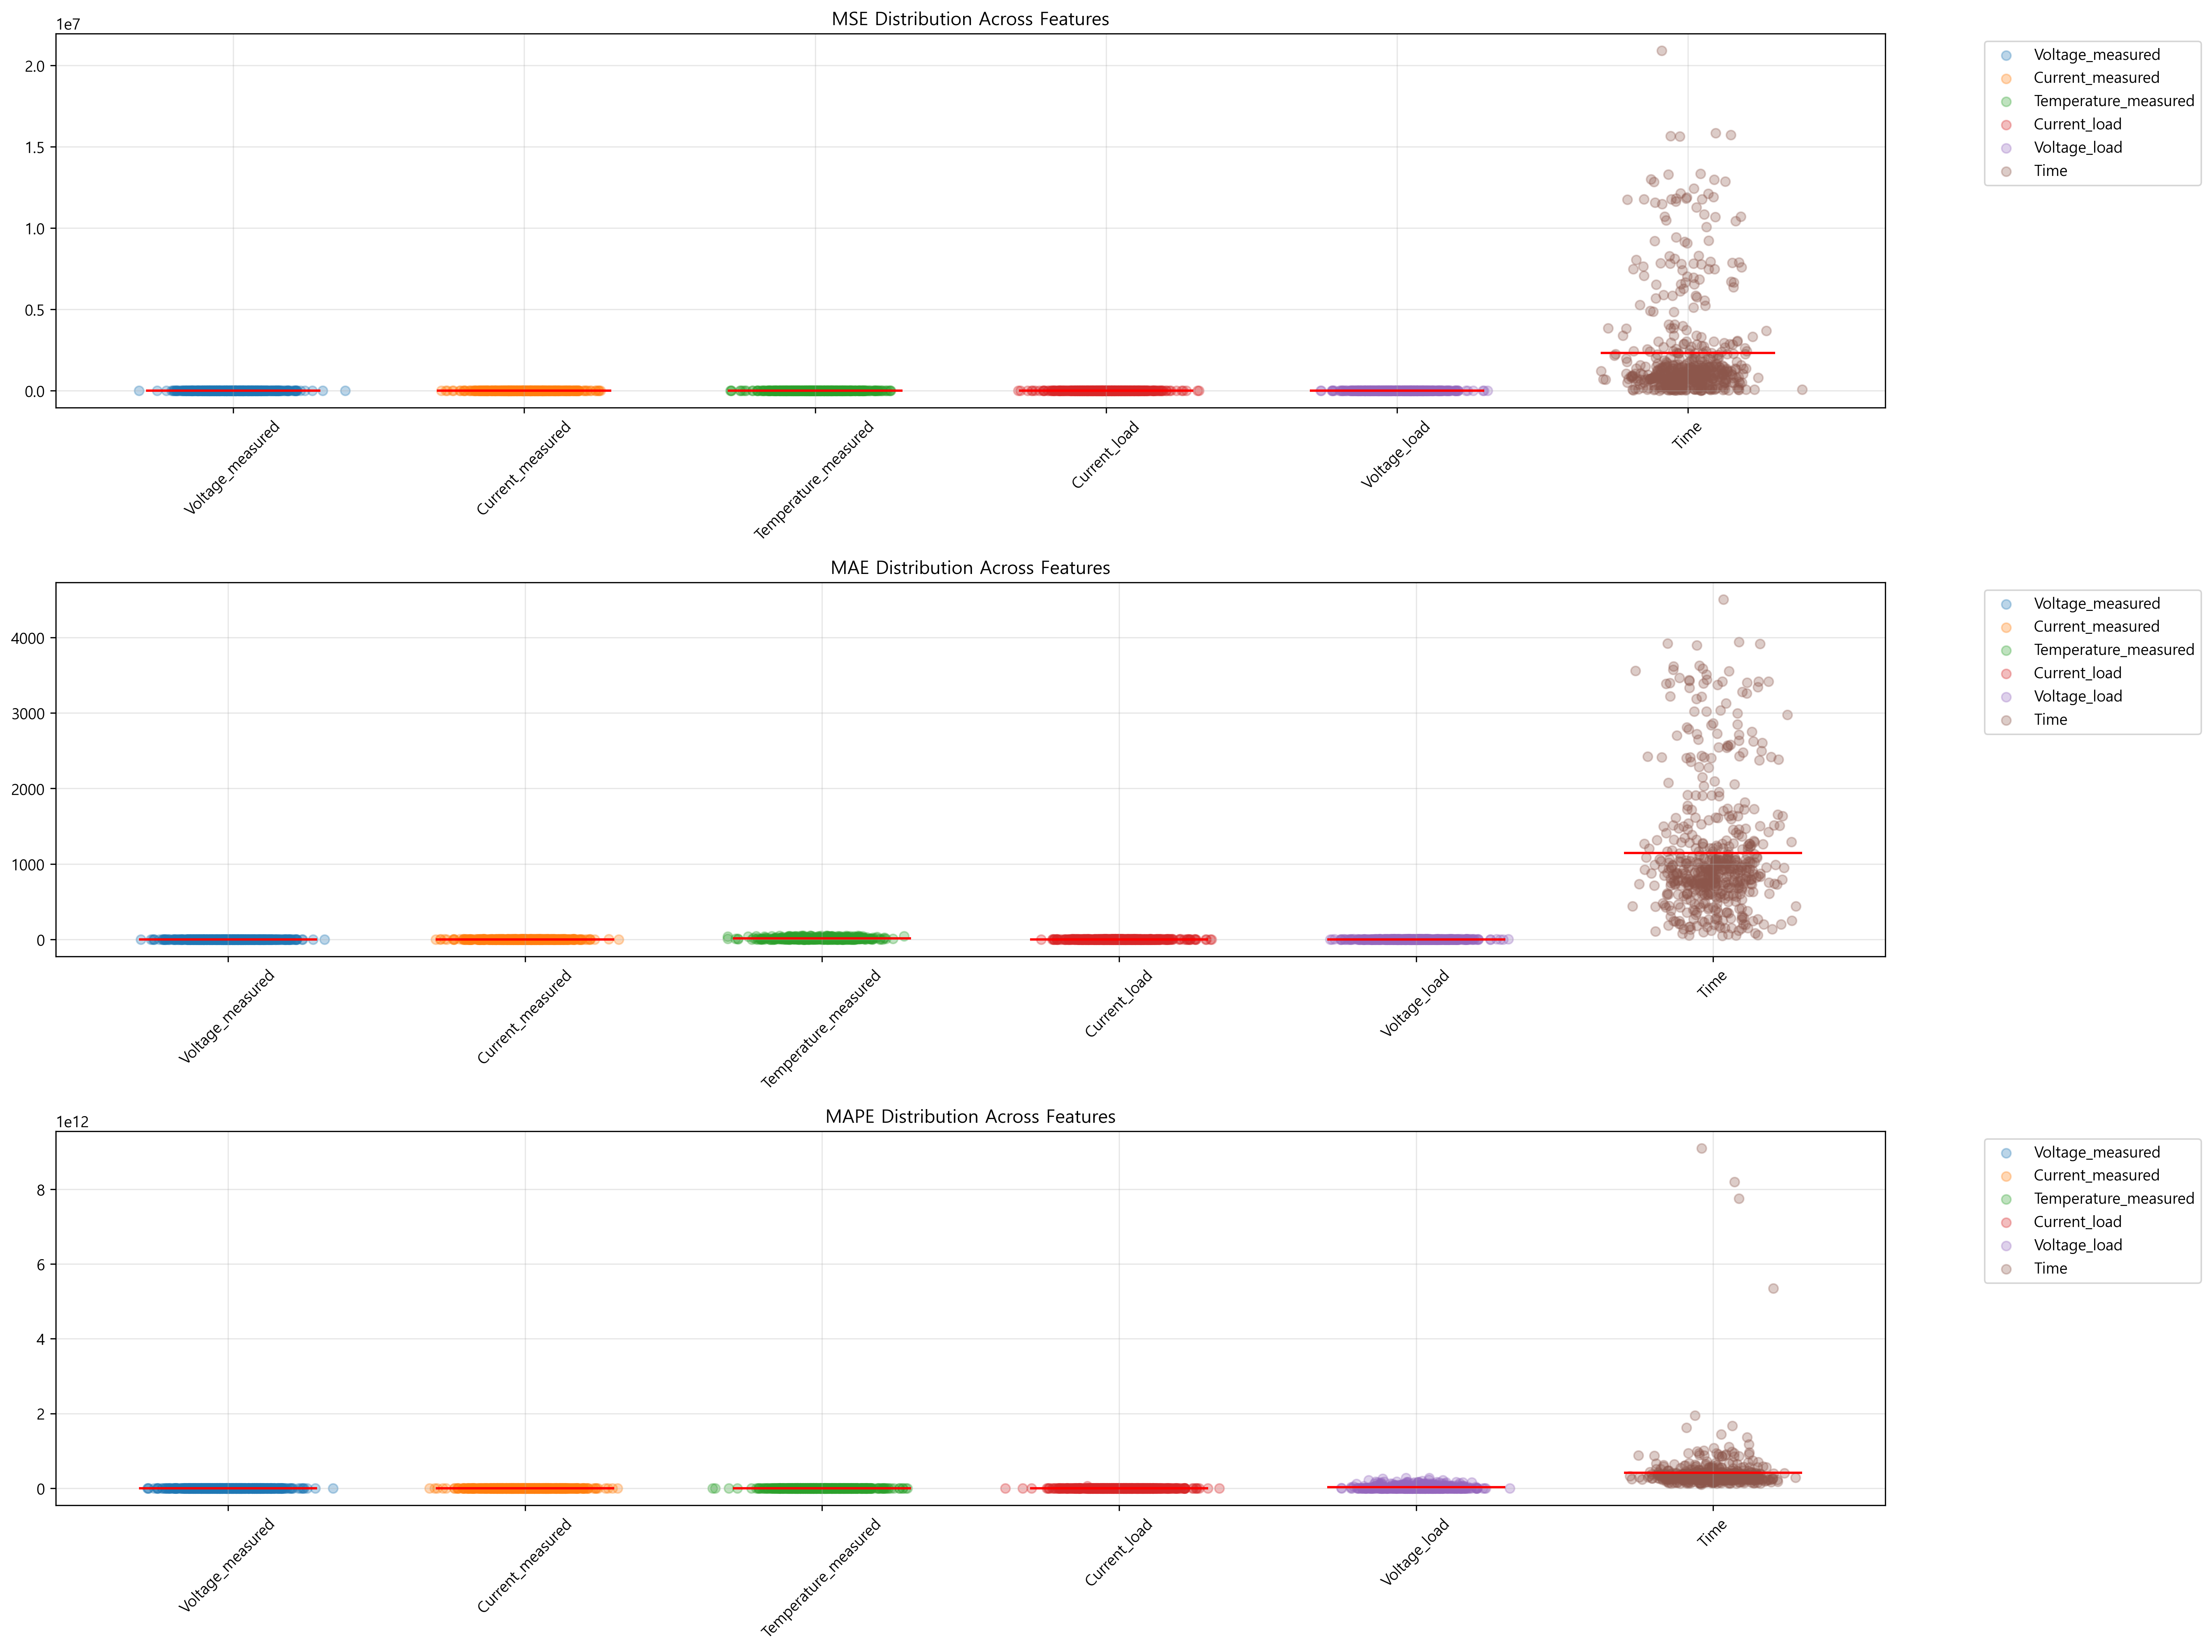 MSE Distribution Across Features
1e7
2.0
1.5
1.0
0.5
0.0
Voltage_measured
Current_measured
Temperature_measured
Current_load
Voltage_load
Time
Voltage_measured
Current_measured
Temperature_measured
Current_load
Voltage_load
Time
MAE Distribution Across Features
4000
3000
2000
1000
0
Voltage_measured
Current_measured
Temperature_measured
Current_load
Voltage_load
Time
Voltage_measured
Current_measured
Temperature_measured
Current_load
Voltage_load
Time
MAPE Distribution Across Features
1e12
8
6
4
2
0
Voltage_measured
Current_measured
Temperature_measured
Current_load
Voltage_load
Time
Voltage_measured
Current_measured
Temperature_measured
Current_load
Voltage_load
Time